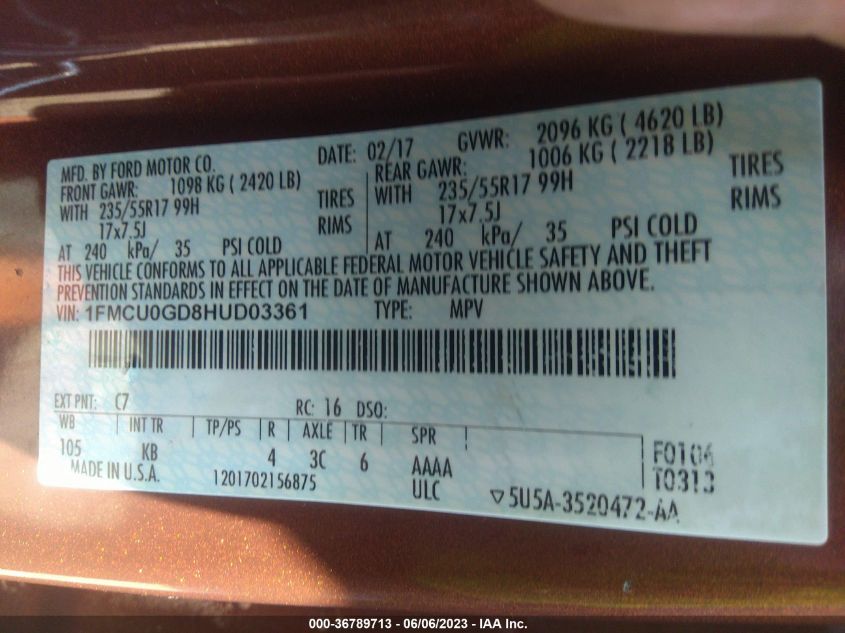 MFD. BY FORD MOTOR CO. DATE: 02/17 GVWR: 2096 KG ( 4620 LB)
FRONT GAWR: 1098 KG ( 2420 LB) REAR GAWR: 1006 KG ( 2218 LB)
WITH 235/55R17 99H TIRES WITH 235/55R17 99H TIRES
17x7.5J RIMS 17x7.5J RIMS
AT 240 kPa/ 35 PSI COLD AT 240 kPa/ 35 PSI COLD
THIS VEHICLE CONFORMS TO ALL APPLICABLE FEDERAL MOTOR VEHICLE SAFETY AND THEFT
PREVENTION STANDARDS IN EFFECT ON THE DATE OF MANUFACTURE SHOWN ABOVE.
VIN: 1FMCU0GD8HUD03361 TYPE: MPV
EXT PNT: C7 RC: 16 DSO:
WB INT TR TP/PS R AXLE TR SPR
105 KB 4 3C 6 AAAA F0106
MADE IN U.S.A. 1201702156875 ULC T0313
▽5U5A-3520472-AA
000-36789713 - 06/06/2023 - IAA Inc.